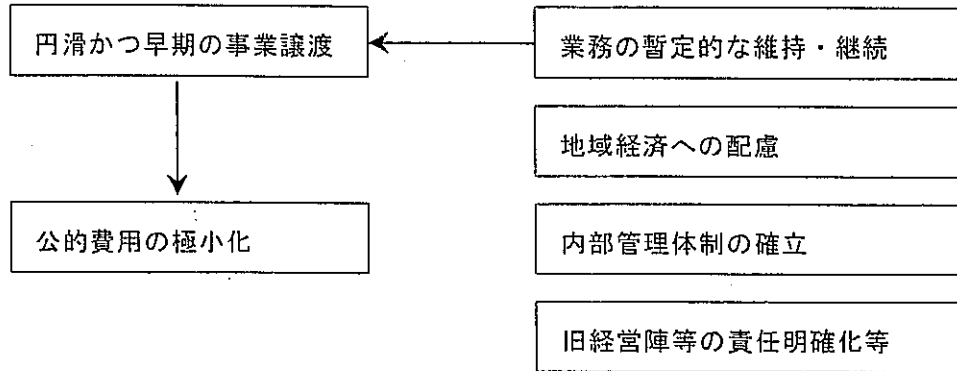 円滑かつ早期の事業譲渡
業務の暫定的な維持・継続
地域経済への配慮
公的費用の極小化
内部管理体制の確立
旧経営陣等の責任明確化等